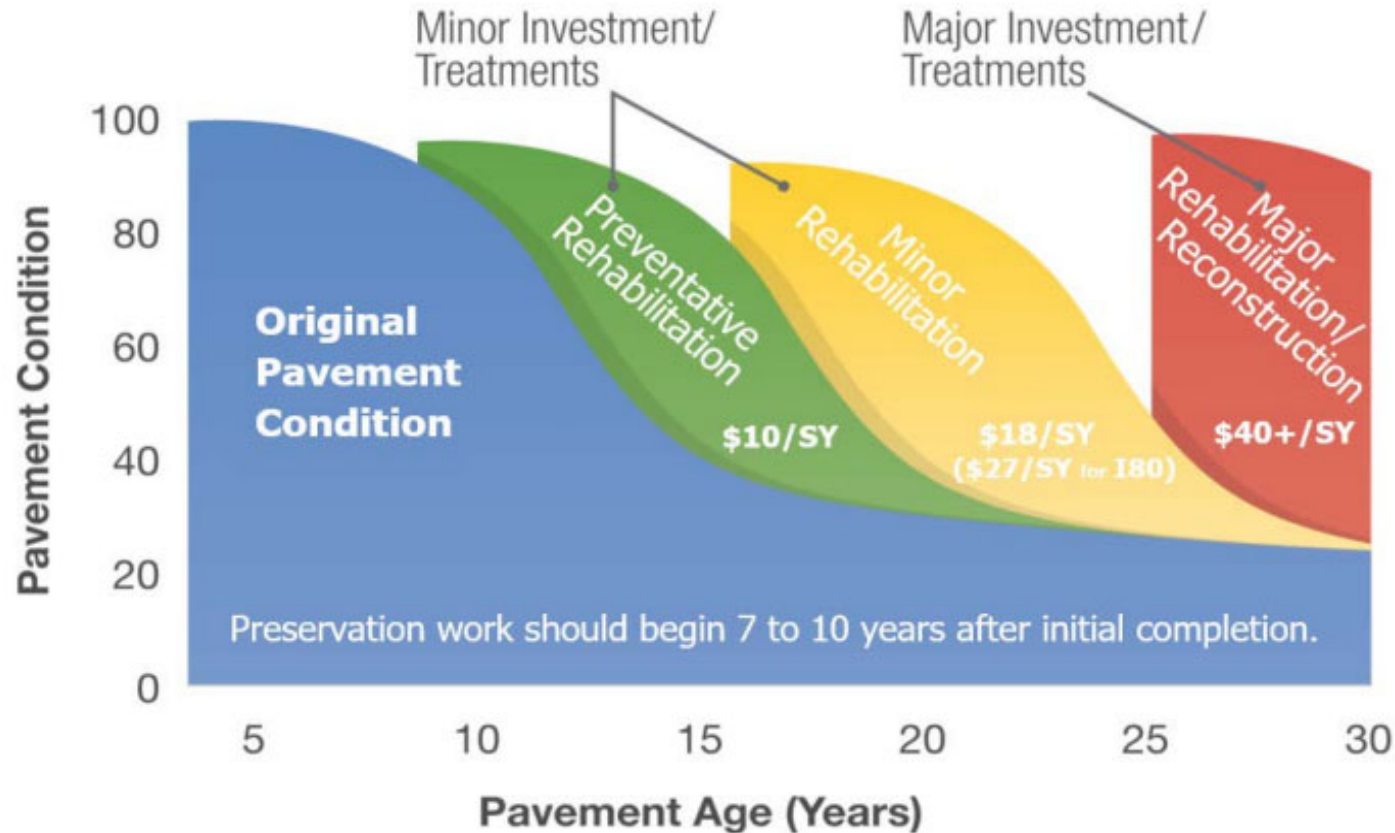 Minor Investment/
Treatments
Major Investment/
Treatments
Pavement Condition
100
80
60
40
20
0
Original
Pavement
Condition
Preventative
Rehabilitation
$10/SY
Minor
Rehabilitation
$18/SY
($27/SY for I80)
Major
Rehabilitation/
Reconstruction
$40+/SY
Preservation work should begin 7 to 10 years after initial completion.
5 10 15 20 25 30
Pavement Age (Years)